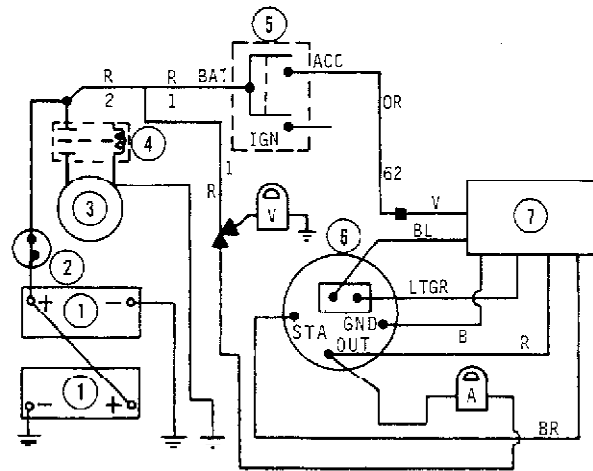 5
R
R
BAT
ACC
2
1
OR
IGN
4
1
62
R
3
V
V
7
6
BL
2
+
1
-
LTGR
STA
GND
OUT
B
R
1
-
+
A
BR